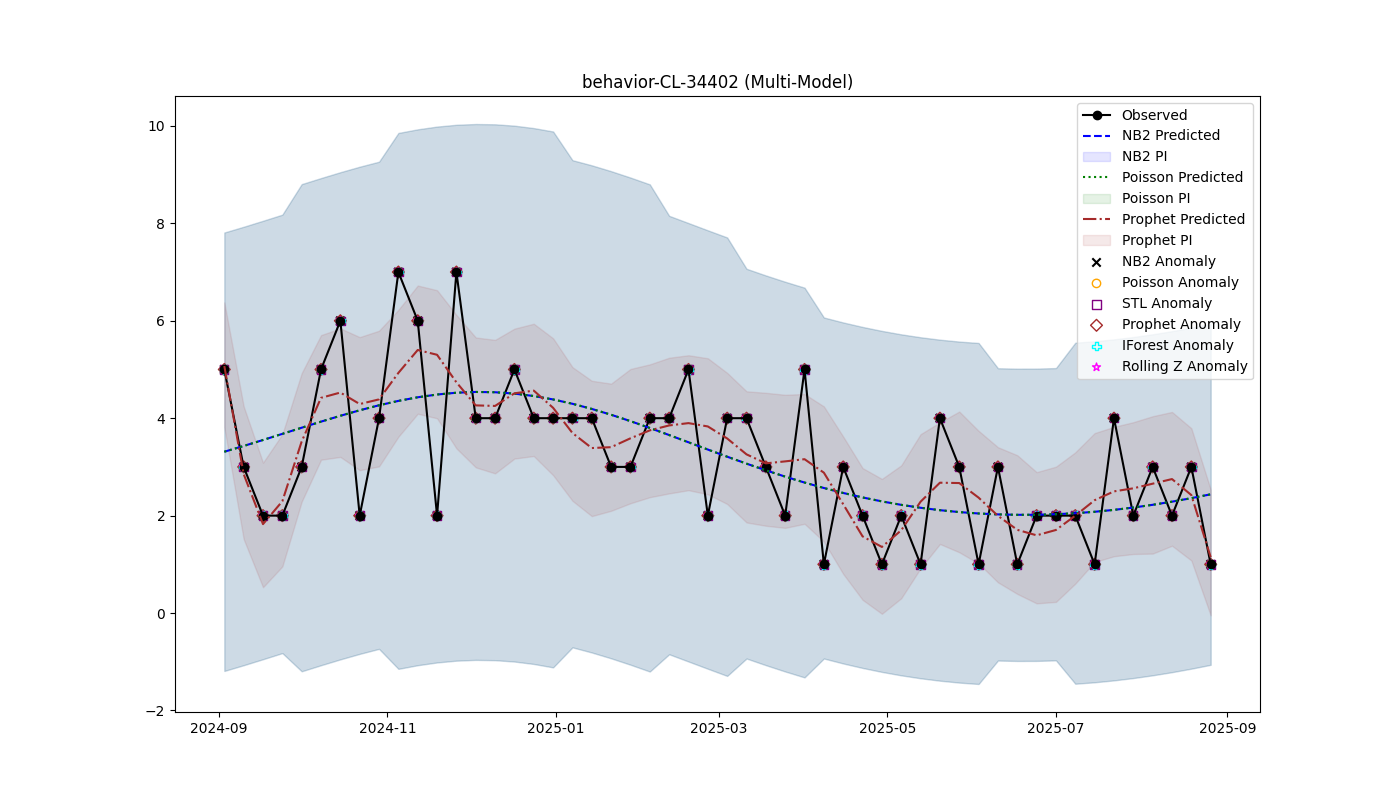 behavior-CL-34402 (Multi-Model)
10
8
6
4
2
0
−2
2024-09
2024-11
2025-01
2025-03
2025-05
2025-07
2025-09
Observed
NB2 Predicted
NB2 PI
Poisson Predicted
Poisson PI
Prophet Predicted
Prophet PI
NB2 Anomaly
Poisson Anomaly
STL Anomaly
Prophet Anomaly
IForest Anomaly
Rolling Z Anomaly